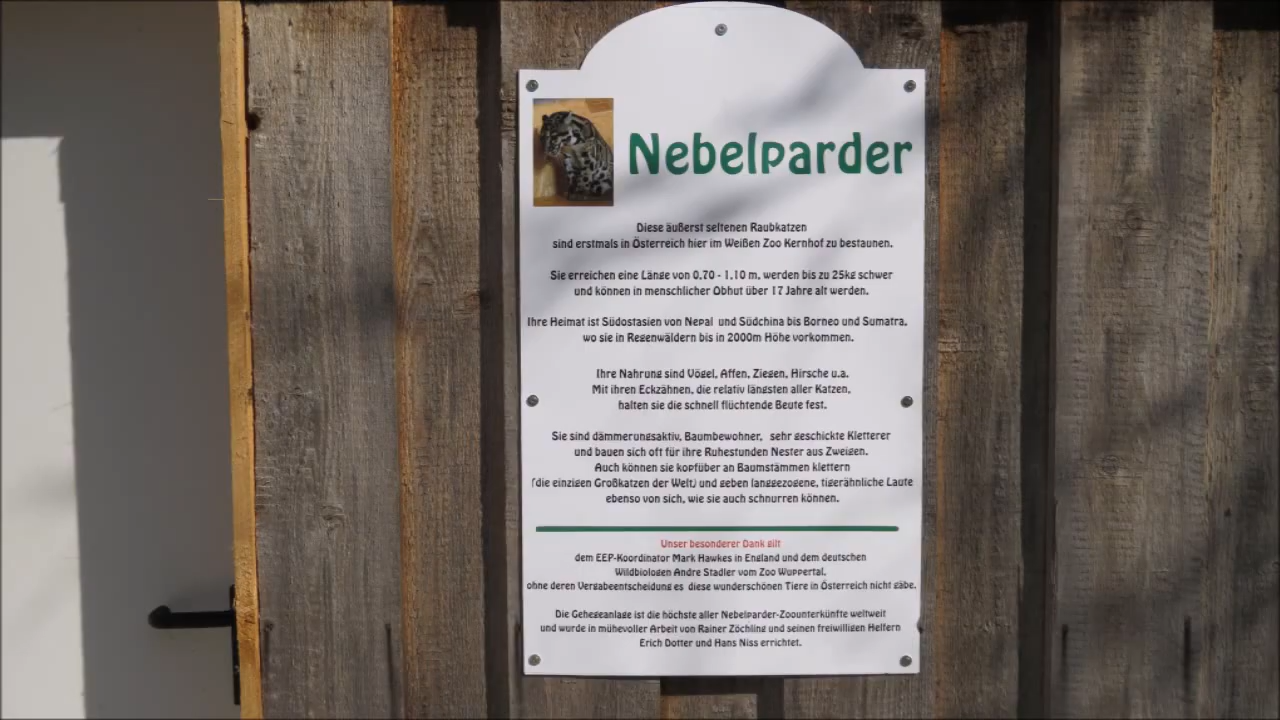 Nebelparder
Diese äußerst seltenen Raubkatzen
sind erstmals in Österreich hier im Weißen Zoo Kernhof zu bestaunen.
Sie erreichen eine Länge von 0,70 - 1,10 m, werden bis zu 25kg schwer
und können in menschlicher Obhut über 17 Jahre alt werden.
Ihre Heimat ist Südostasien von Nepal und Südchina bis Borneo und Sumatra,
wo sie in Regenwäldern bis in 2000m Höhe vorkommen.
Ihre Nahrung sind Vögel, Affen, Ziegen, Hirsche u.a.
Mit ihren Eckzähnen, die relativ längsten aller Katzen,
halten sie die schnell flüchtende Beute fest.
Sie sind dämmerungsaktiv, Baumbewohner, sehr geschickte Kletterer
und bauen sich oft für ihre Ruhestunden Nester aus Zweigen.
Auch können sie kopfüber an Baumstämmen klettern
(die einzigen Großkatzen der Welt) und geben langgezogene, tigerähnliche Laute
ebenso von sich, wie sie auch schnurren können.
Unser besonderer Dank gilt
dem EEP-Koordinator Mark Hawkes in England und dem deutschen
Wildbiologen Andre Stadler vom Zoo Wuppertal,
ohne deren Vergabeentscheidung es diese wunderschönen Tiere in Österreich nicht gäbe.
Die Gehegeanlage ist die höchste aller Nebelparder-Zoounterkünfte weltweit
und wurde in mühevoller Arbeit von Rainer Zöchling und seinen freiwilligen Helfern
Erich Dotter und Hans Niss errichtet.